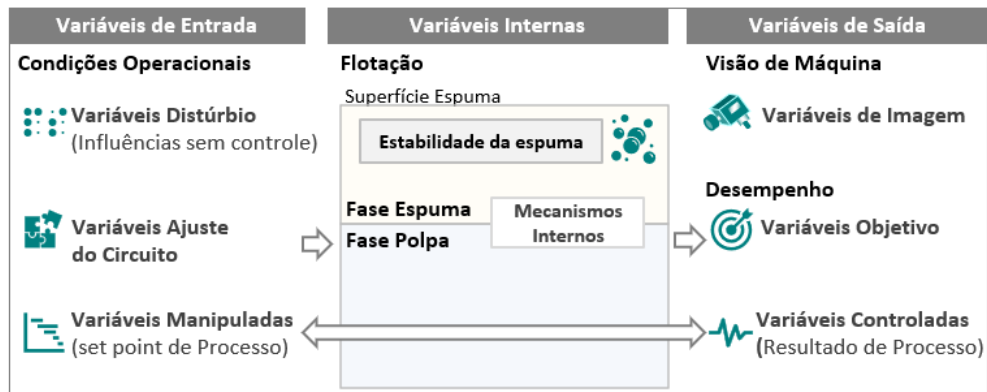 Variáveis de Entrada
Condições Operacionais
Variáveis Distúrbio
(Influências sem controle)
Variáveis Ajuste
do Circuito
Variáveis Manipuladas
(set point de Processo)
Variáveis Internas
Flotação
Superfície Espuma
Estabilidade da espuma
Fase Espuma
Mecanismos
Internos
Fase Polpa
Variáveis de Saída
Visão de Máquina
Variáveis de Imagem
Desempenho
Variáveis Objetivo
Variáveis Controladas
(Resultado de Processo)